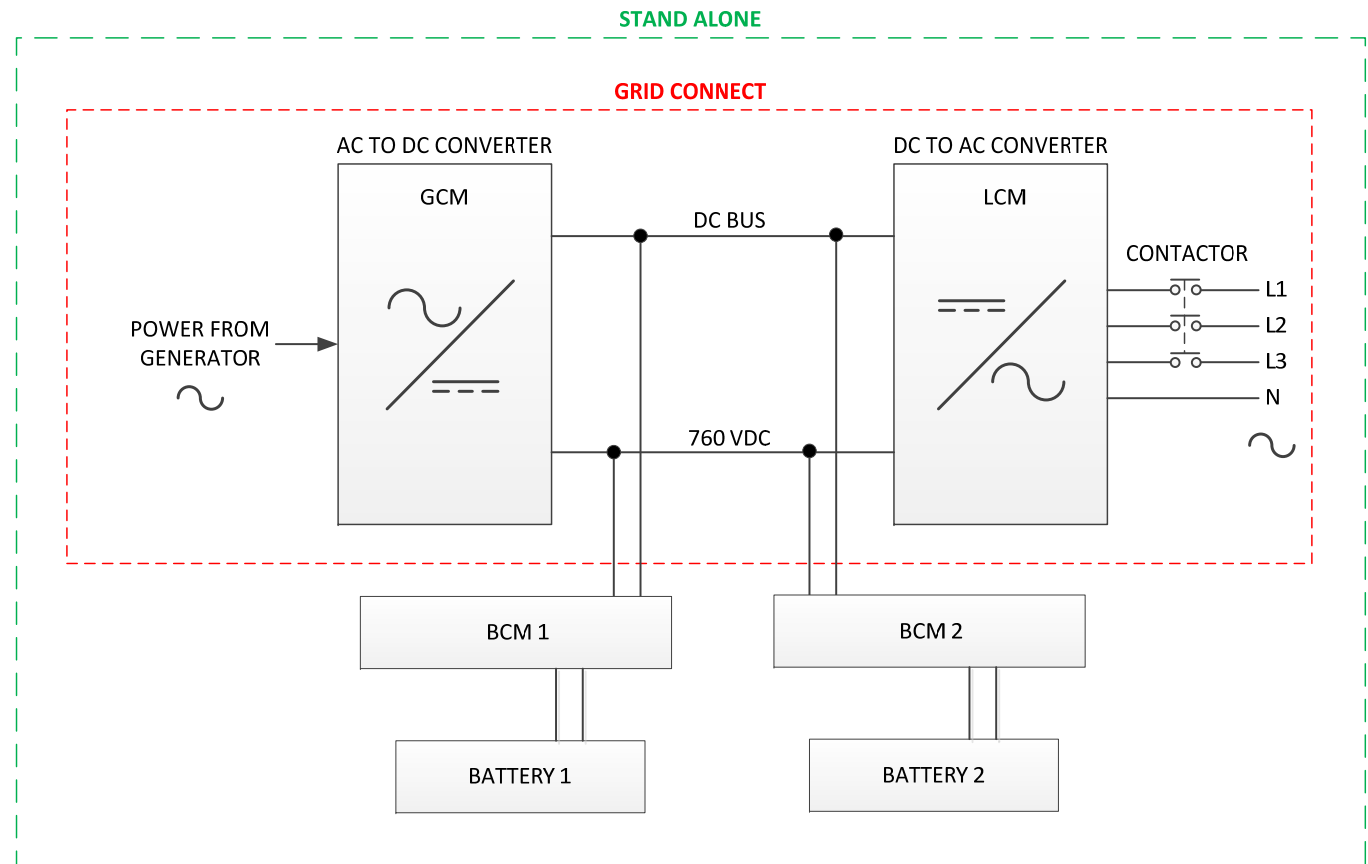 STAND ALONE
GRID CONNECT
AC TO DC CONVERTER
DC TO AC CONVERTER
GCM
LCM
DC BUS
CONTACTOR
L1
POWER FROM
GENERATOR
L2
L3
N
760 VDC
BCM 1
BCM 2
BATTERY 1
BATTERY 2